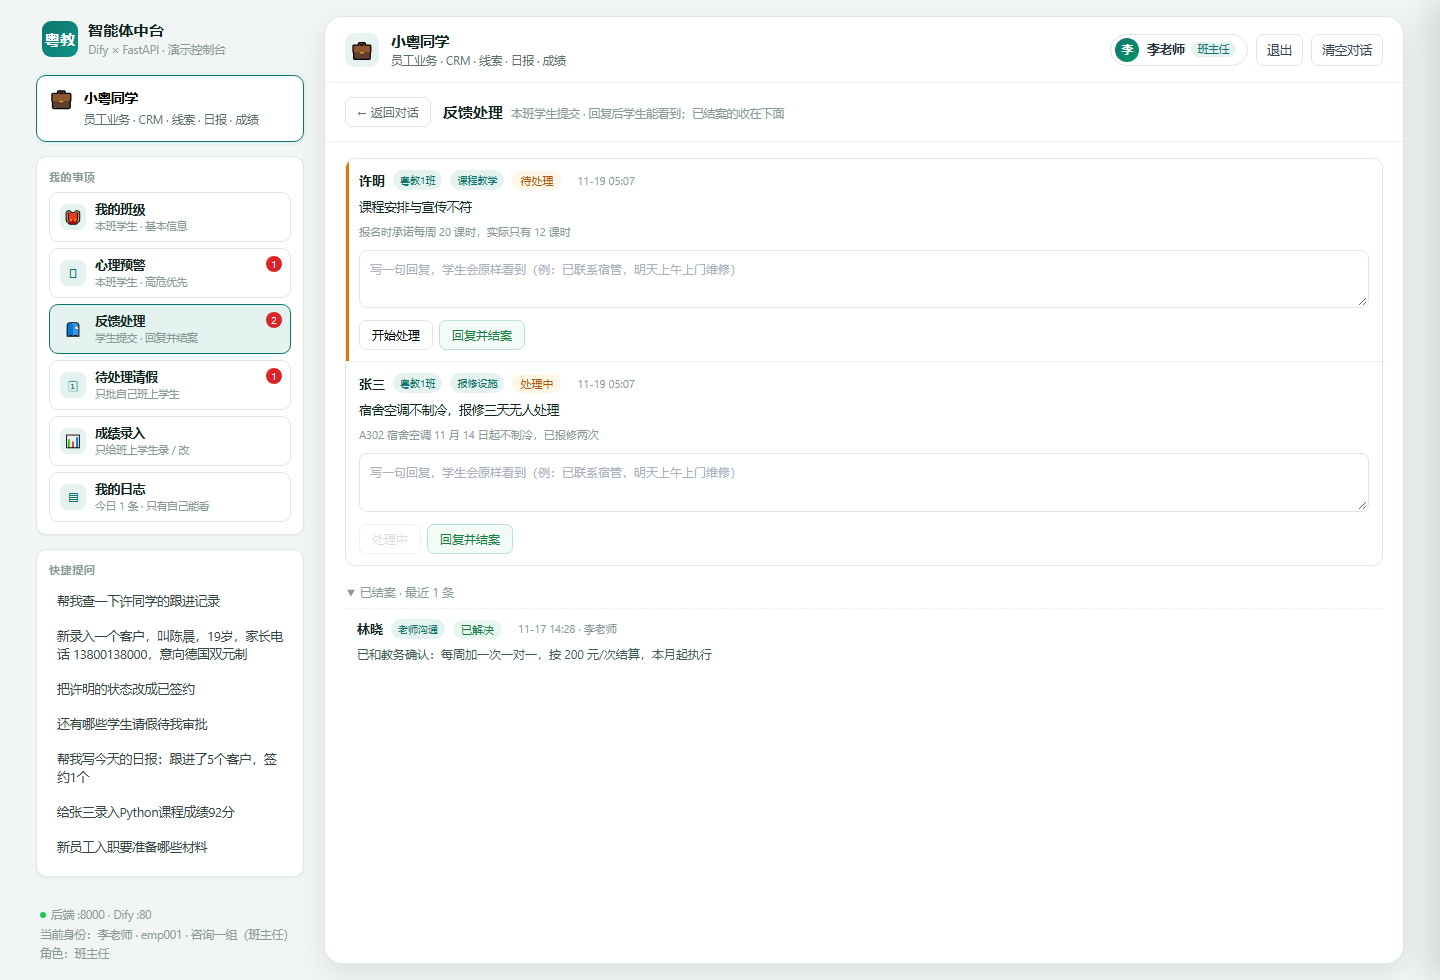 粤教
智能体中台
Dify × FastAPI · 演示控制台
小粤同学
员工业务 · CRM · 线索 · 日报 · 成绩
我的事项
我的班级
本班学生 · 基本信息
心理预警
本班学生 · 高危优先
1
反馈处理
学生提交 · 回复并结案
2
待处理请假
只批自己班上学生
1
成绩录入
只给班上学生录 / 改
我的日志
今日 1 条 · 只有自己能看
快捷提问
帮我查一下许同学的跟进记录
新录入一个客户，叫陈晨，19岁，家长电
话 13800138000，意向德国双元制
把许明的状态改成已签约
还有哪些学生请假待我审批
帮我写今天的日报：跟进了5个客户，签
约1个
给张三录入Python课程成绩92分
新员工入职要准备哪些材料
后端 :8000 · Dify :80
当前身份：李老师 · emp001 · 咨询一组（班主任）
角色：班主任
小粤同学
员工业务 · CRM · 线索 · 日报 · 成绩
李 李老师 班主任
退出
清空对话
← 返回对话
反馈处理 本班学生提交 · 回复后学生能看到；已结案的收在下面
许明 粤教1班 课程教学 待处理 11-19 05:07
课程安排与宣传不符
报名时承诺每周 20 课时，实际只有 12 课时
写一句回复，学生会原样看到（例：已联系宿管，明天上午上门维修）
开始处理 回复并结案
张三 粤教1班 报修设施 处理中 11-19 05:07
宿舍空调不制冷，报修三天无人处理
A302 宿舍空调 11 月 14 日起不制冷，已报修两次
写一句回复，学生会原样看到（例：已联系宿管，明天上午上门维修）
处理中 回复并结案
▼ 已结案 · 最近 1 条
林晓 老师沟通 已解决 11-17 14:28 · 李老师
已和教务确认：每周加一次一对一，按 200 元/次结算，本月起执行